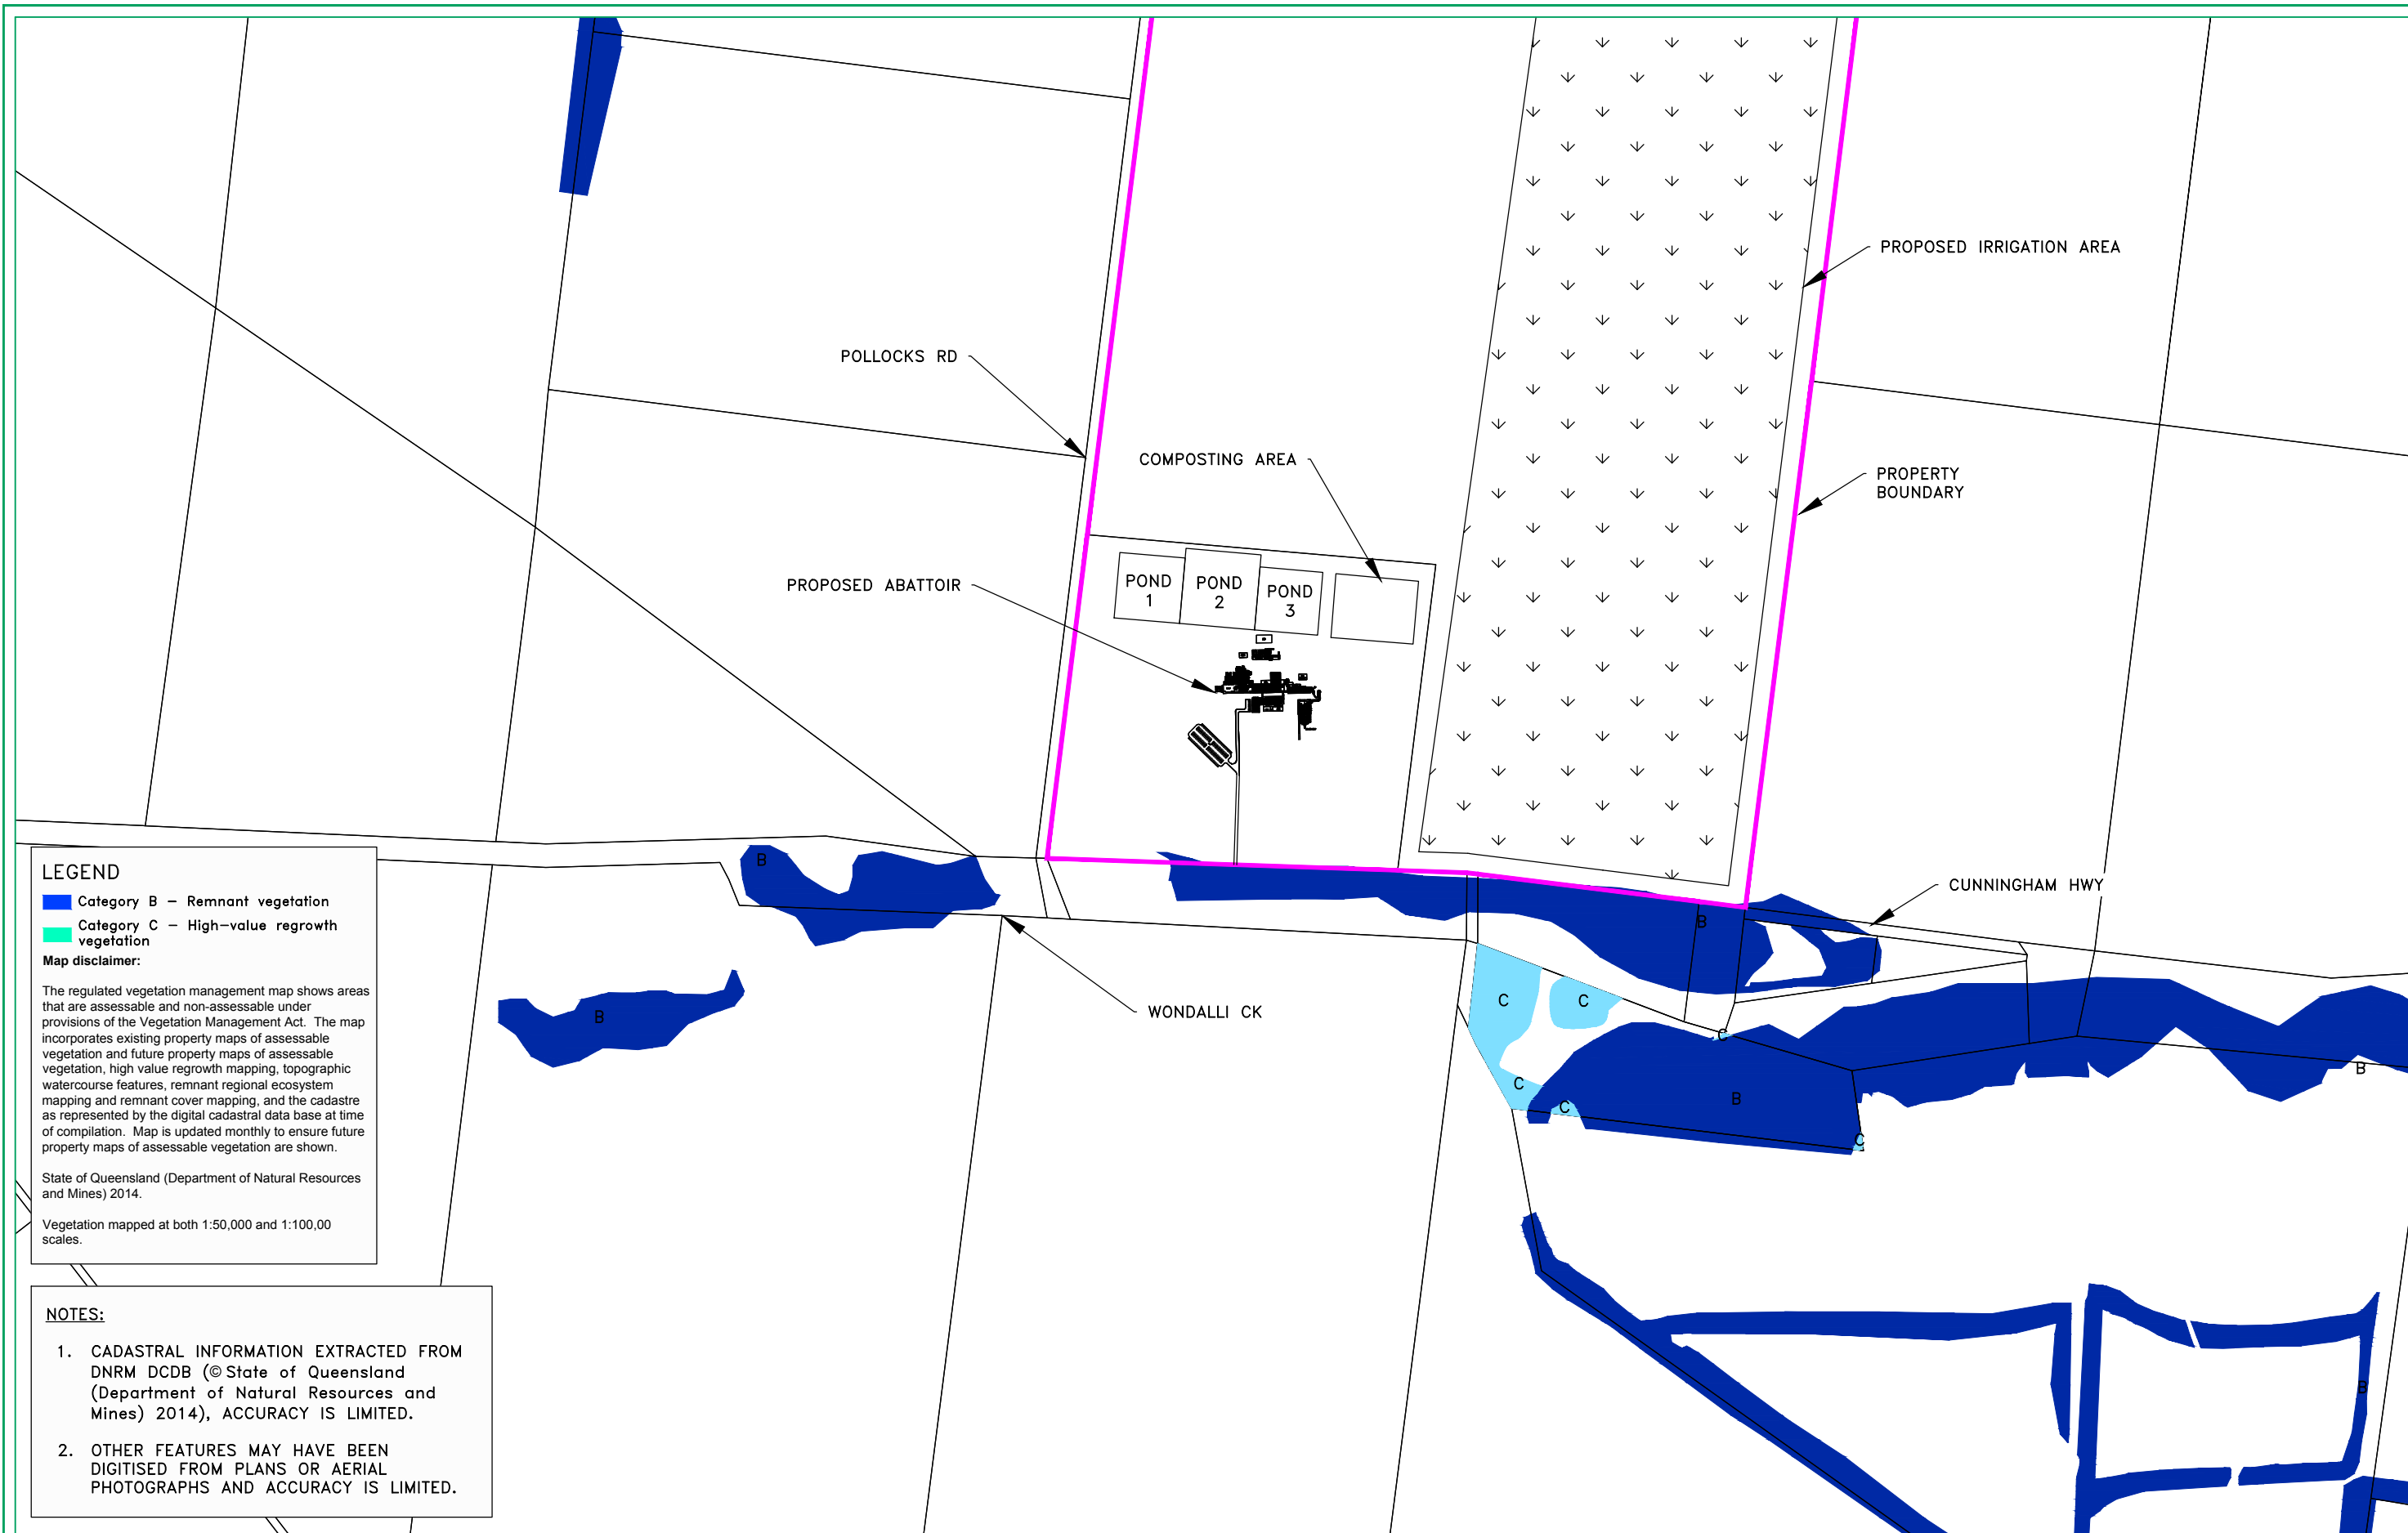 PROPOSED IRRIGATION AREA
POLLOCKS RD
COMPOSTING AREA
PROPERTY
BOUNDARY
PROPOSED ABATTOIR
POND
1
POND
2
POND
3
CUNNINGHAM HWY
WONDALLI CK
B
B
B
C
C
C
C
C
B
C
B
B
LEGEND
Category B – Remnant vegetation
Category C – High–value regrowth
vegetation
Map disclaimer:
The regulated vegetation management map shows areas
that are assessable and non-assessable under
provisions of the Vegetation Management Act.  The map
incorporates existing property maps of assessable
vegetation and future property maps of assessable
vegetation, high value regrowth mapping, topographic
watercourse features, remnant regional ecosystem
mapping and remnant cover mapping, and the cadastre
as represented by the digital cadastral data base at time
of compilation.  Map is updated monthly to ensure future
property maps of assessable vegetation are shown.
State of Queensland (Department of Natural Resources
and Mines) 2014.
Vegetation mapped at both 1:50,000 and 1:100,00
scales.
NOTES:
1. CADASTRAL INFORMATION EXTRACTED FROM
DNRM DCDB (© State of Queensland
(Department of Natural Resources and
Mines) 2014), ACCURACY IS LIMITED.
2. OTHER FEATURES MAY HAVE BEEN
DIGITISED FROM PLANS OR AERIAL
PHOTOGRAPHS AND ACCURACY IS LIMITED.